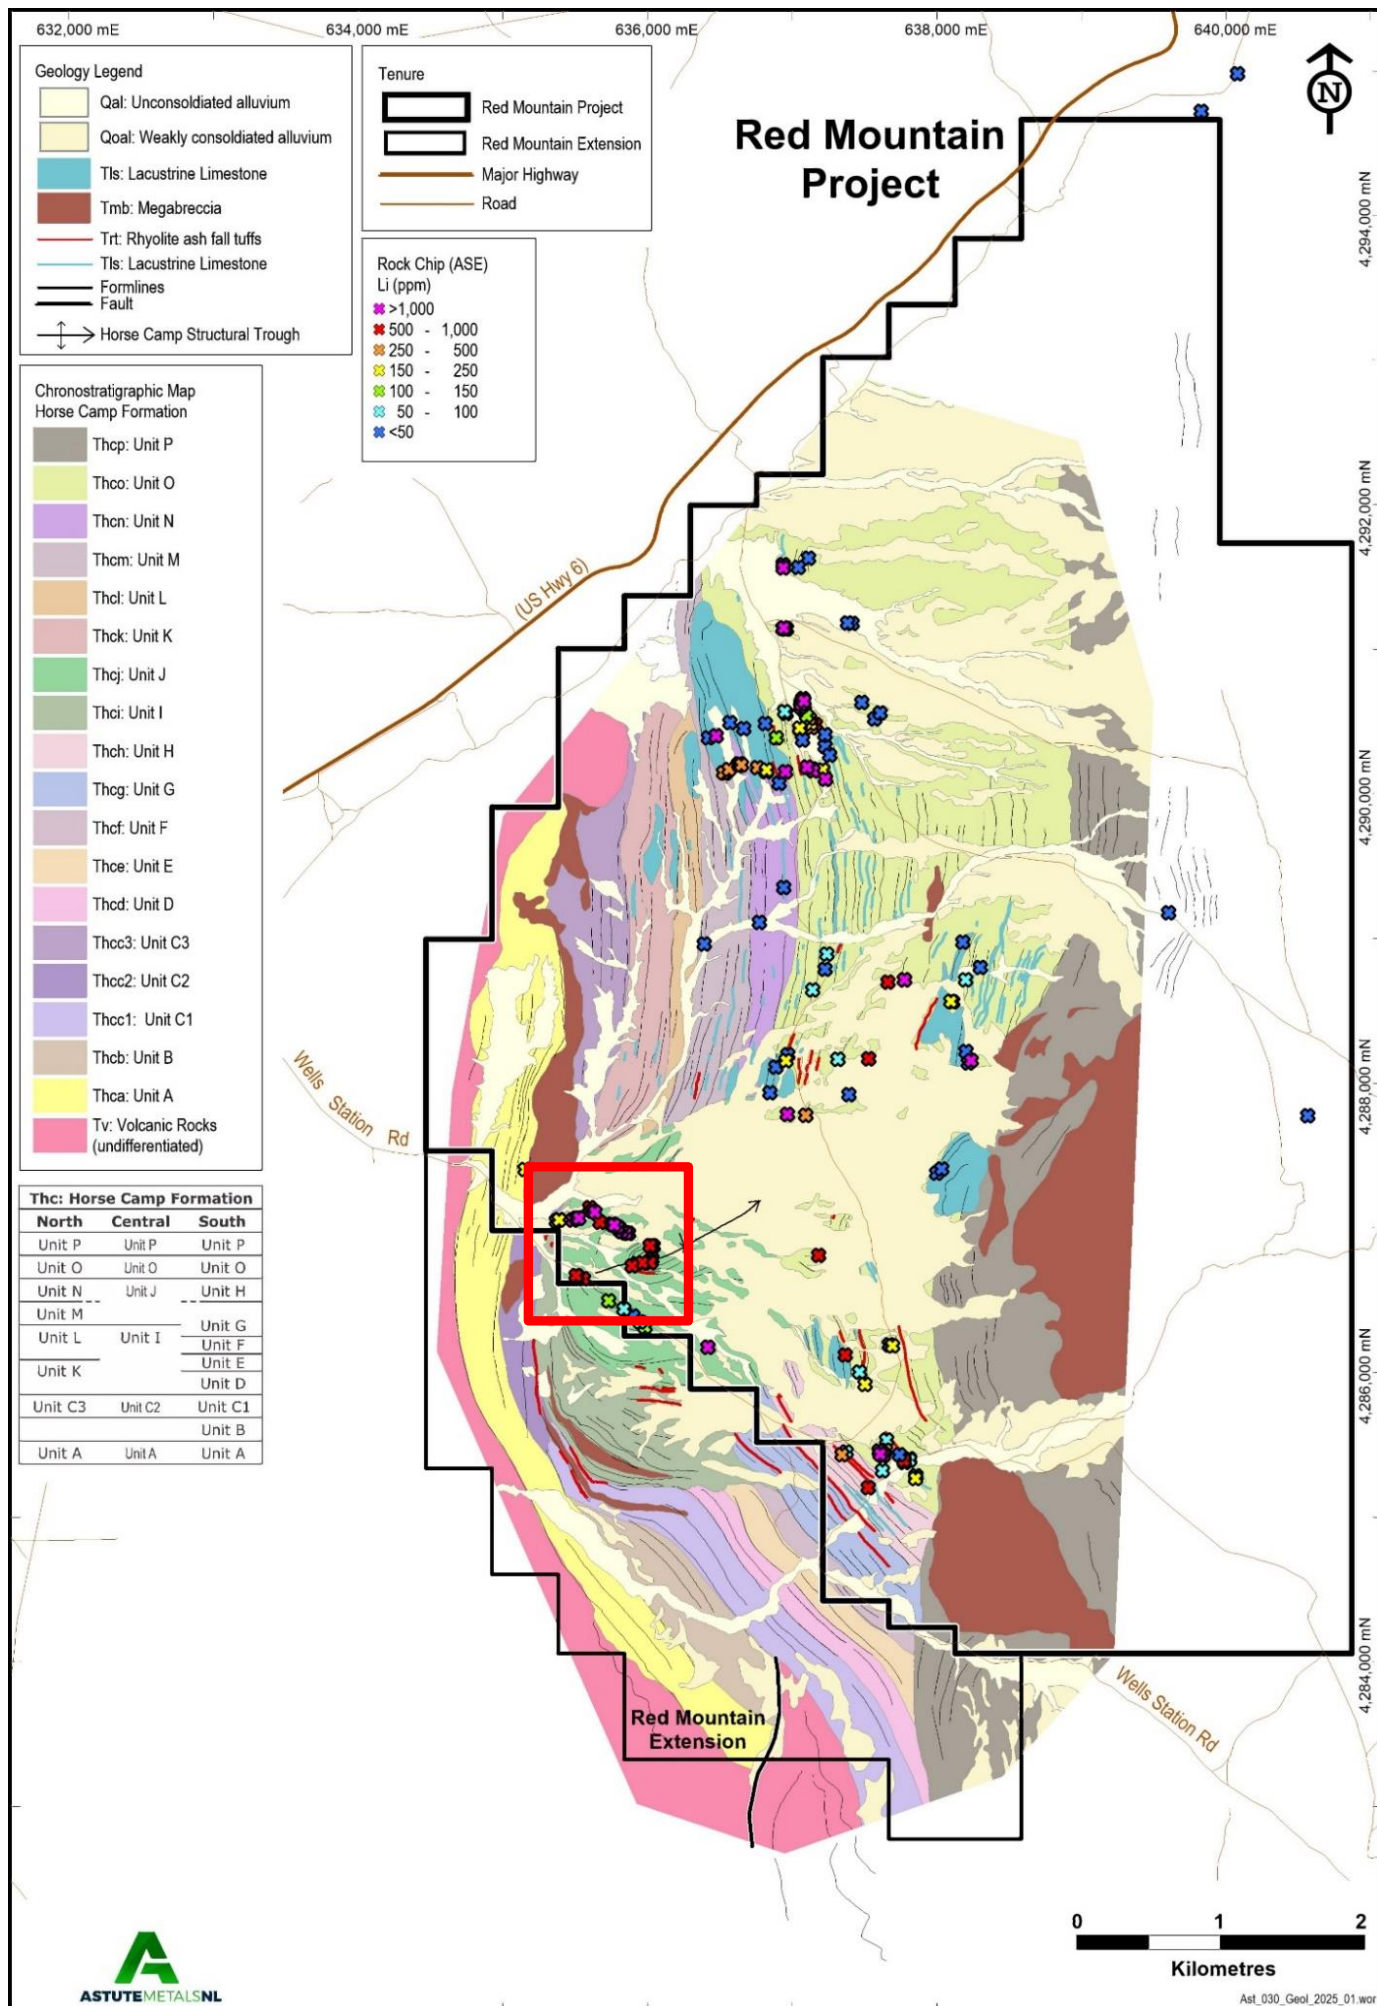 632,000 mE
634,000 mE
636,000 mE
638,000 mE
640,000 mE
Geology Legend
Qal: Unconsoldiated alluvium
Qoal: Weakly consoldiated alluvium
Tls: Lacustrine Limestone
Tmb: Megabreccia
Trt: Rhyolite ash fall tuffs
Tls: Lacustrine Limestone
Formlines
Fault
Horse Camp Structural Trough
Tenure
Red Mountain Project
Red Mountain Extension
Major Highway
Road
Rock Chip (ASE)
Li (ppm)
>1,000
500 - 1,000
250 - 500
150 - 250
100 - 150
50 - 100
<50
Red Mountain
Project
N
Chronostratigraphic Map
Horse Camp Formation
Thcp: Unit P
Thco: Unit O
Thcn: Unit N
Thcm: Unit M
Thcl: Unit L
Thck: Unit K
Thcj: Unit J
Thci: Unit I
Thch: Unit H
Thcg: Unit G
Thcf: Unit F
Thce: Unit E
Thcd: Unit D
Thcc3: Unit C3
Thcc2: Unit C2
Thcc1: Unit C1
Thcb: Unit B
Thca: Unit A
Tv: Volcanic Rocks
(undifferentiated)
Thc: Horse Camp Formation
North Central South
Unit P Unit P Unit P
Unit O Unit O Unit O
Unit N Unit J Unit H
Unit M
Unit G
Unit L Unit I
Unit F
Unit E
Unit K
Unit D
Unit C3 Unit C2 Unit C1
Unit B
Unit A Unit A Unit A
(US Hwy 6)
Wells Station Rd
Wells Station Rd
Red Mountain
Extension
4,294,000 mN
4,292,000 mN
4,290,000 mN
4,288,000 mN
4,286,000 mN
4,284,000 mN
0 1 2
Kilometres
ASTUTEMETALSNL
Ast_030_Geol_2025_01.wor